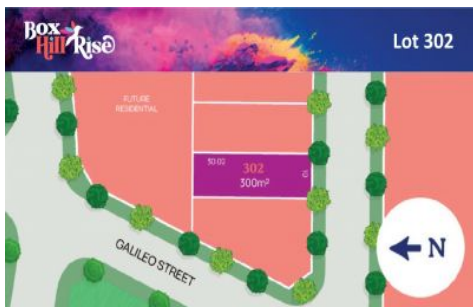 Box
Hill Rise
Lot 302
FUTURE
RESIDENTIAL
30.02
302
10
300m²
GALILEO STREET
N